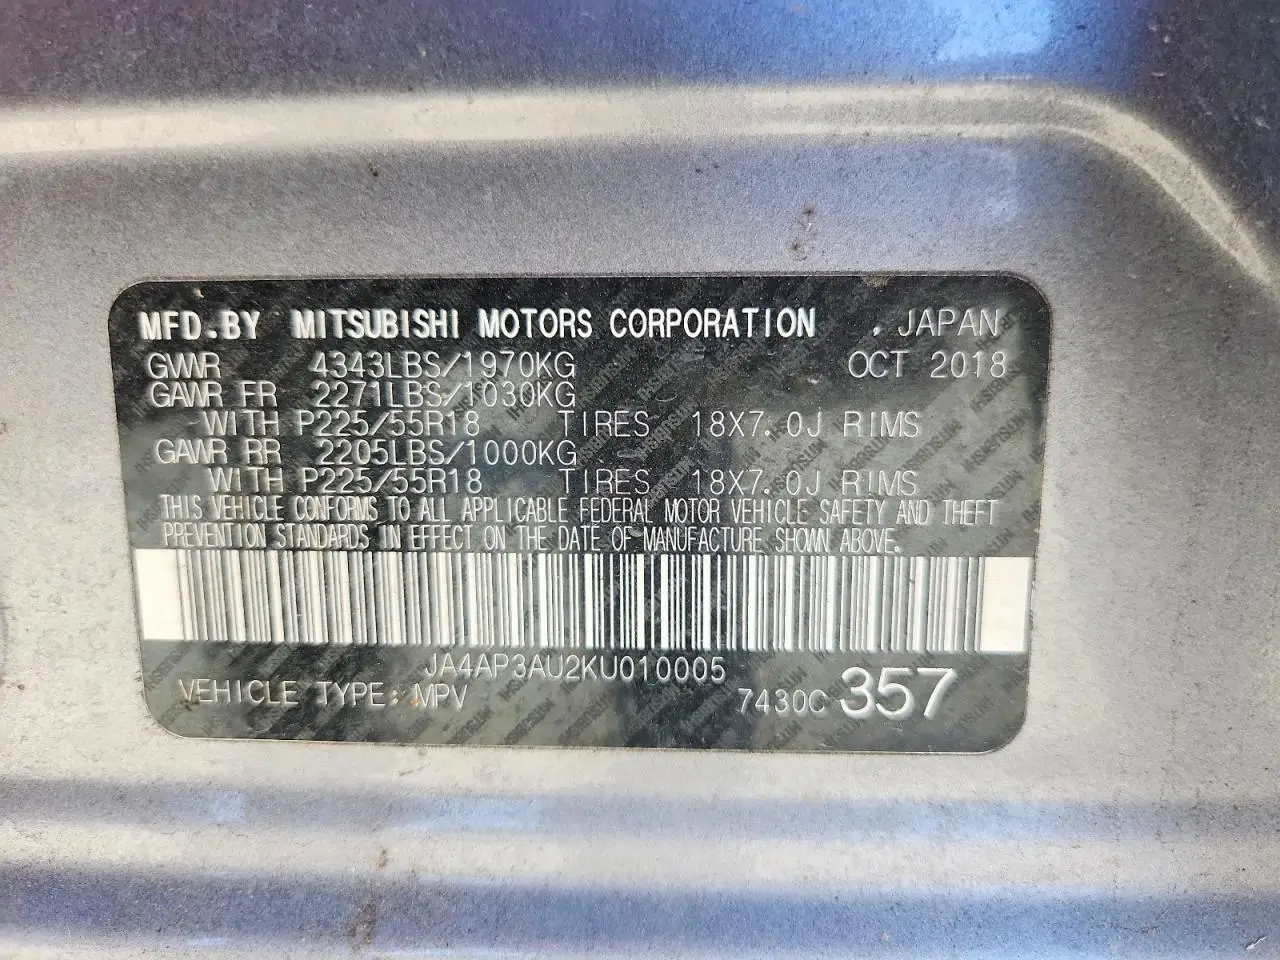 MFD.BY MITSUBISHI MOTORS CORPORATION , JAPAN
GVWR 4343LBS/1970KG OCT 2018
GAWR FR 2271LBS/1030KG
WITH P225/55R18 TIRES 18X7.0J RIMS
GAWR RR 2205LBS/1000KG
WITH P225/55R18 TIRES 18X7.0J RIMS
THIS VEHICLE CONFORMS TO ALL APPLICABLE FEDERAL MOTOR VEHICLE SAFETY AND THEFT
PREVENTION STANDARDS IN EFFECT ON THE DATE OF MANUFACTURE SHOWN ABOVE.
JA4AP3AU2KU010005
VEHICLE TYPE: MPV 7430C 357